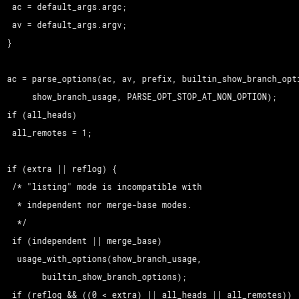 ac = default_args.argc;
av = default_args.argv;
}
ac = parse_options(ac, av, prefix, builtin_show_branch_opti
show_branch_usage, PARSE_OPT_STOP_AT_NON_OPTION);
if (all_heads)
all_remotes = 1;
if (extra || reflog) {
/* "listing" mode is incompatible with
* independent nor merge-base modes.
*/
if (independent || merge_base)
usage_with_options(show_branch_usage,
builtin_show_branch_options);
if (reflog && ((0 < extra) || all_heads || all_remotes))